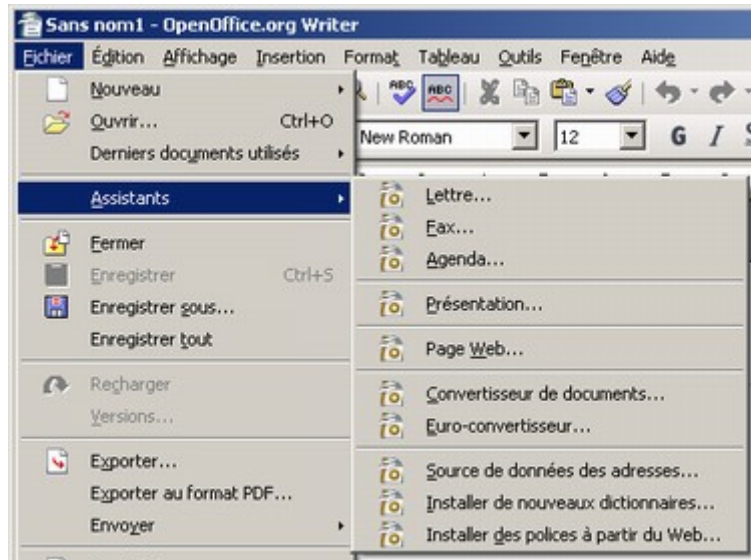 Sans nom1 - OpenOffice.org Writer
Fichier Édition Affichage Insertion Format Tableau Outils Fenêtre Aide
Nouveau
Ouvrir... Ctrl+O
Derniers documents utilisés
ABC ABC
New Roman 12 G I
Assistants
Fermer
Enregistrer Ctrl+S
Enregistrer sous...
Enregistrer tout
Recharger
Versions...
Exporter...
Exporter au format PDF...
Envoyer
Lettre...
Fax...
Agenda...
Présentation...
Page Web...
Convertisseur de documents...
Euro-convertisseur...
Source de données des adresses...
Installer de nouveaux dictionnaires...
Installer des polices à partir du Web...